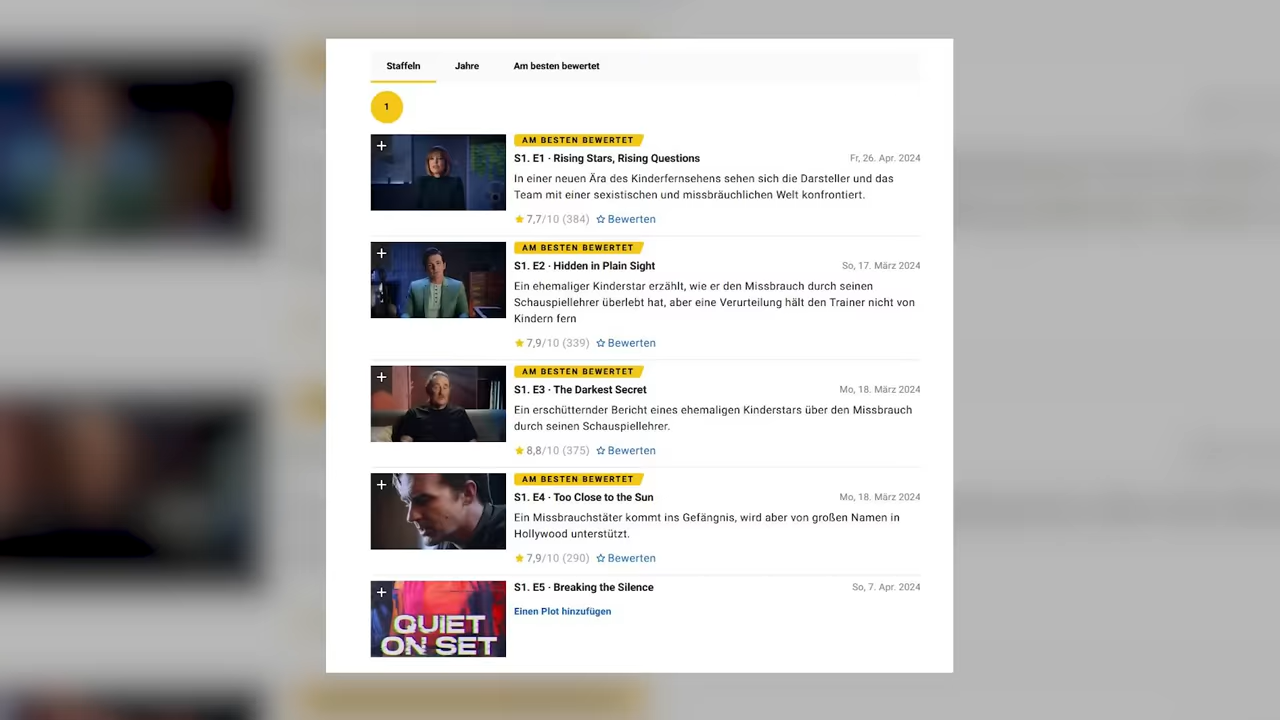 Staffeln Jahre Am besten bewertet
1
AM BESTEN BEWERTET
S1. E1 · Rising Stars, Rising Questions Fr, 26. Apr. 2024
In einer neuen Ära des Kinderfernsehens sehen sich die Darsteller und das
Team mit einer sexistischen und missbräuchlichen Welt konfrontiert.
7,7/10 (384) Bewerten
AM BESTEN BEWERTET
S1. E2 · Hidden in Plain Sight So, 17. März 2024
Ein ehemaliger Kinderstar erzählt, wie er den Missbrauch durch seinen
Schauspiellehrer überlebt hat, aber eine Verurteilung hält den Trainer nicht von
Kindern fern
7,9/10 (339) Bewerten
AM BESTEN BEWERTET
S1. E3 · The Darkest Secret Mo, 18. März 2024
Ein erschütternder Bericht eines ehemaligen Kinderstars über den Missbrauch
durch seinen Schauspiellehrer.
8,8/10 (375) Bewerten
AM BESTEN BEWERTET
S1. E4 · Too Close to the Sun Mo, 18. März 2024
Ein Missbrauchstäter kommt ins Gefängnis, wird aber von großen Namen in
Hollywood unterstützt.
7,9/10 (290) Bewerten
S1. E5 · Breaking the Silence So, 7. Apr. 2024
Einen Plot hinzufügen
QUIET
ON SET